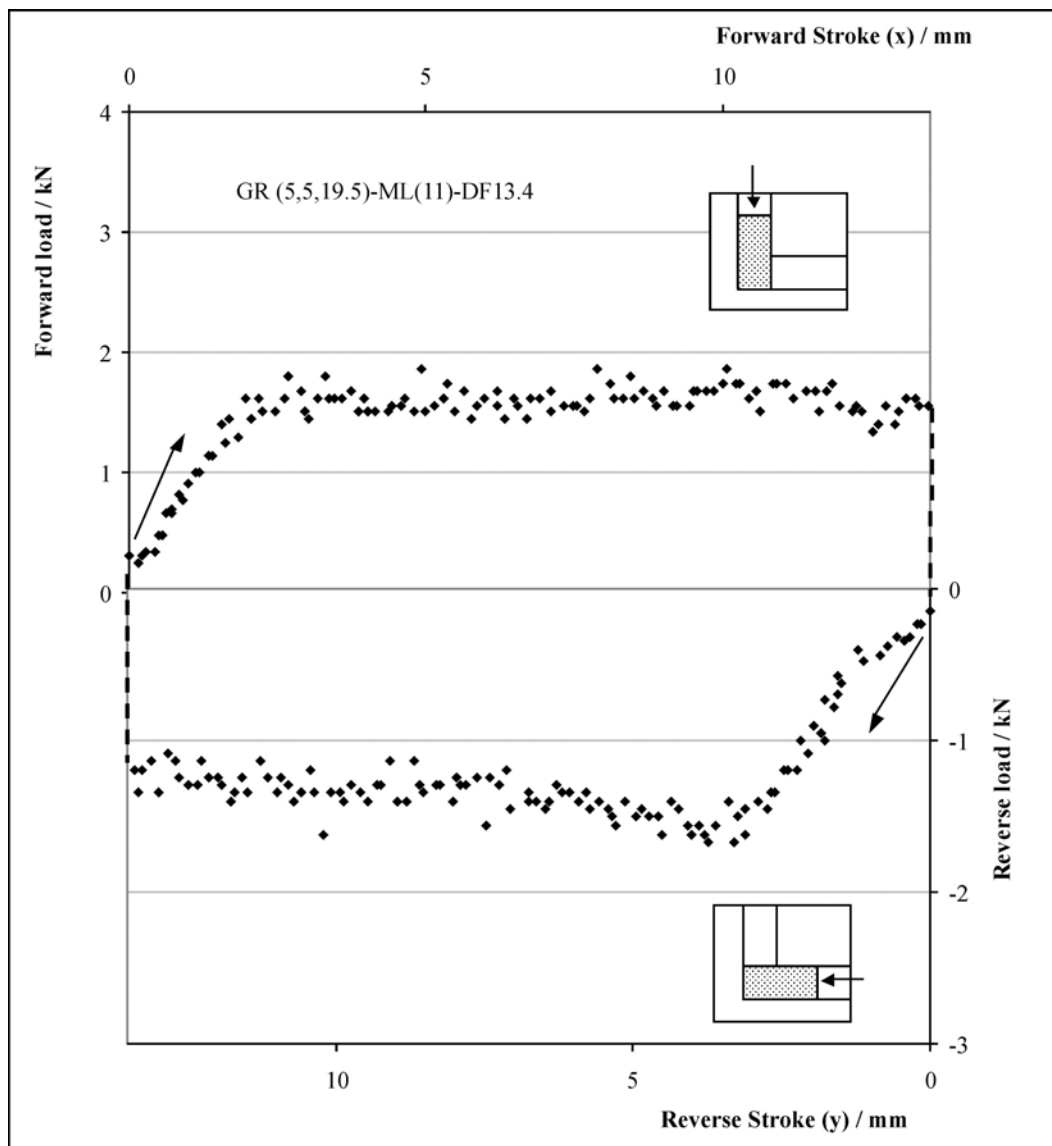 Forward Stroke (x) / mm
0 5 10
4
3
2
1
0
Forward load / kN
GR (5,5,19.5)-ML(11)-DF13.4
0
-1
-2
-3
Reverse load / kN
10 5 0
Reverse Stroke (y) / mm